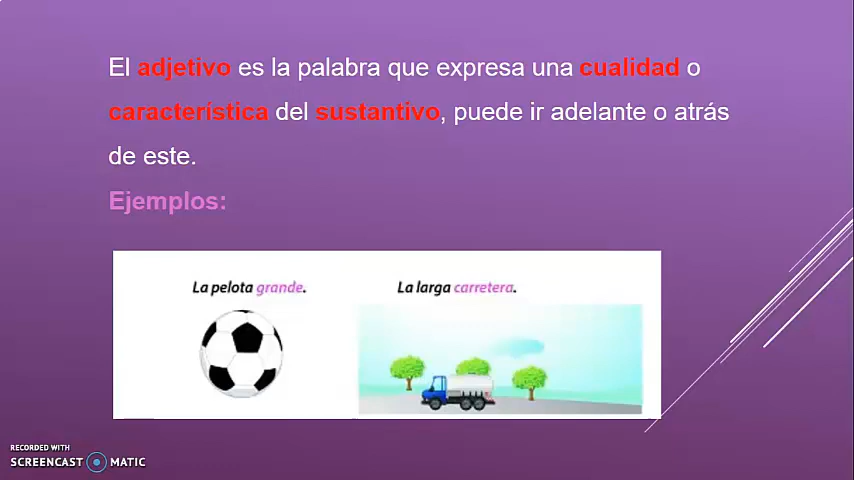 El adjetivo es la palabra que expresa una cualidad o
característica del sustantivo, puede ir adelante o atrás
de este.
Ejemplos:
La pelota grande.
La larga carretera.
RECORDED WITH
SCREENCAST MATIC